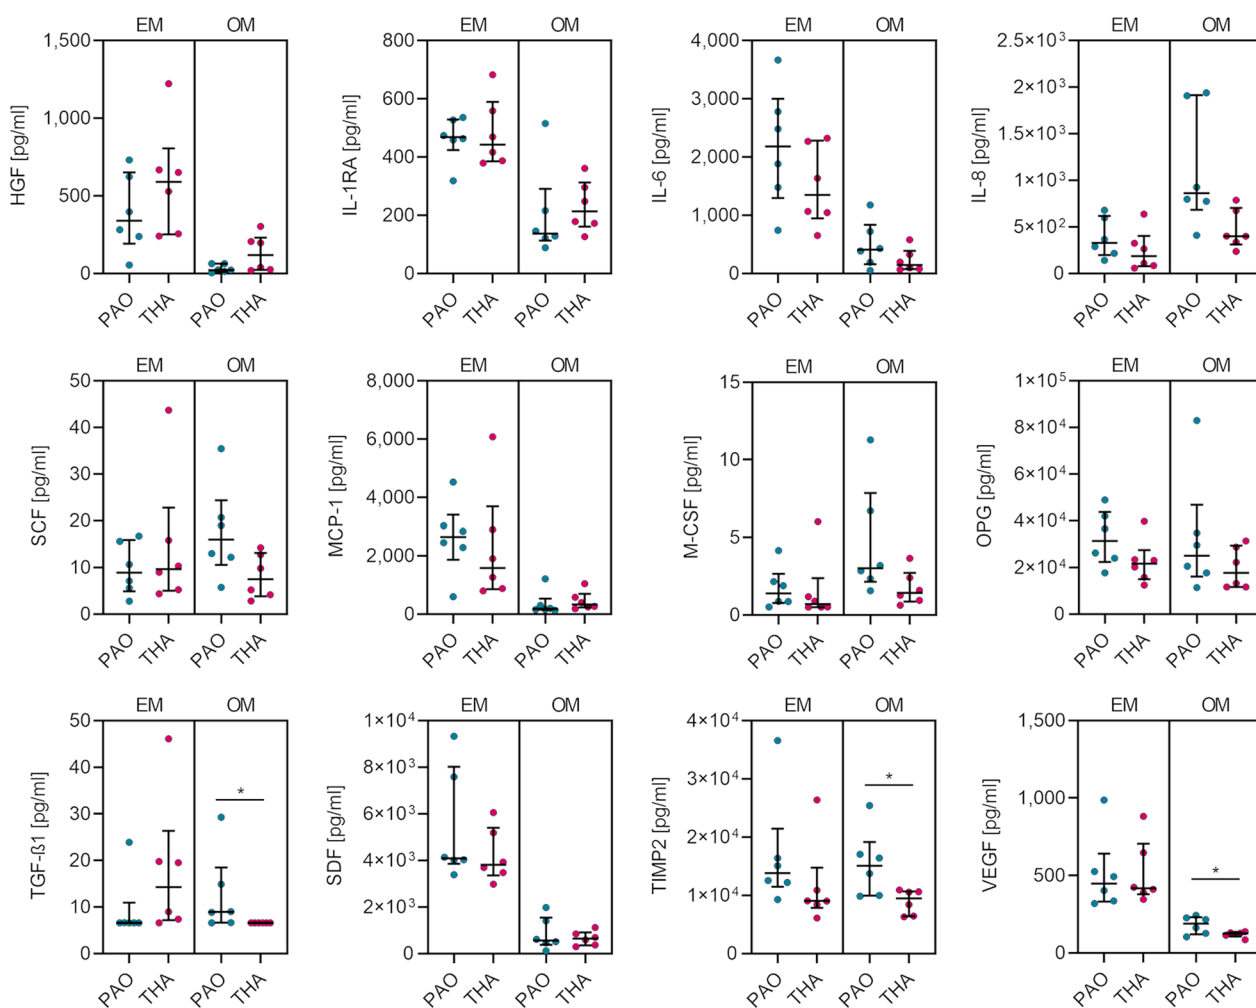 EM OM EM OM EM OM EM OM
HGF [pg/ml]
1,500
1,000
500
0
PAO THA PAO THA
IL-1RA [pg/ml]
800
600
400
200
0
PAO THA PAO THA
IL-6 [pg/ml]
4,000
3,000
2,000
1,000
0
PAO THA PAO THA
IL-8 [pg/ml]
2.5×10³
2×10³
1.5×10³
1×10³
5×10²
0
PAO THA PAO THA
EM OM EM OM EM OM EM OM
SCF [pg/ml]
50
40
30
20
10
0
PAO THA PAO THA
MCP-1 [pg/ml]
8,000
6,000
4,000
2,000
0
PAO THA PAO THA
M-CSF [pg/ml]
15
10
5
0
PAO THA PAO THA
OPG [pg/ml]
1×10⁵
8×10⁴
6×10⁴
4×10⁴
2×10⁴
0
PAO THA PAO THA
EM OM EM OM EM OM EM OM
TGF-ß1 [pg/ml]
50
40
30
20
10
0
*
PAO THA PAO THA
SDF [pg/ml]
1×10⁴
8×10³
6×10³
4×10³
2×10³
0
PAO THA PAO THA
TIMP2 [pg/ml]
4×10⁴
3×10⁴
2×10⁴
1×10⁴
0
*
PAO THA PAO THA
VEGF [pg/ml]
1,500
1,000
500
0
*
PAO THA PAO THA